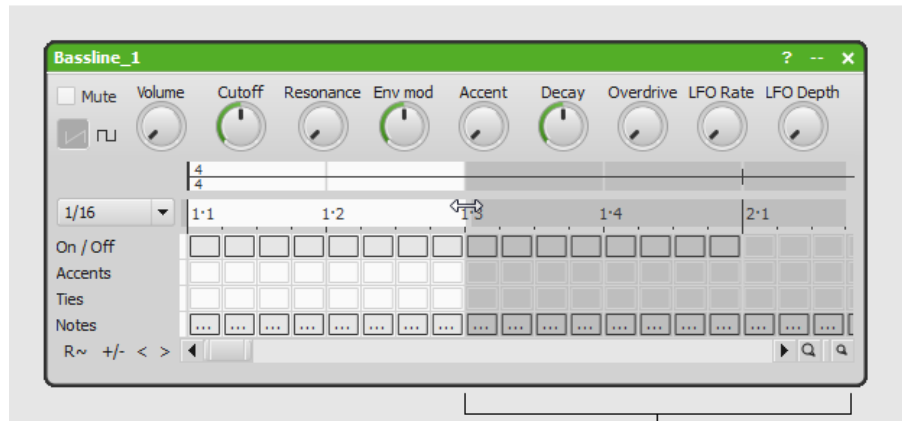 Bassline_1 ? -- x
Mute Volume Cutoff Resonance Env mod Accent Decay Overdrive LFO Rate LFO Depth
4
4
1/16 1·1 1·2 1·3 1·4 2·1
On / Off
Accents
Ties
Notes ... ... ... ... ... ... ... ... ... ... ... ... ... ... ... ... ... ... ...
R~ +/- < >